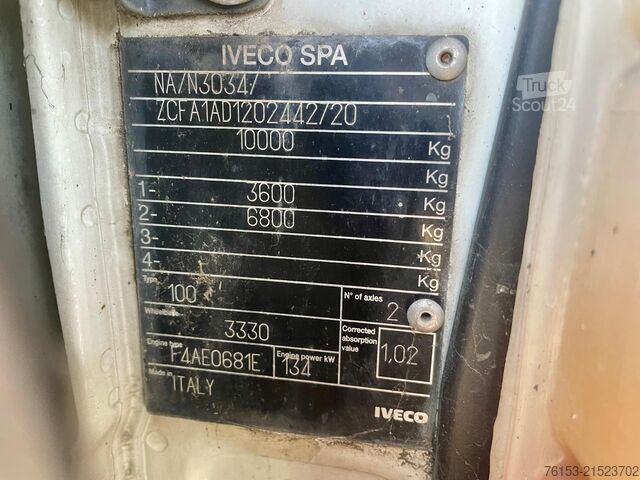 IVECO SPA
NA/N3034/
ZCFA1AD1202442/20
10000 Kg
Kg
1- 3600 Kg
2- 6800 Kg
3- Kg
4- Kg
Type 100 N° of axles 2
Wheelbase 3330 Corrected absorption value 1,02
Engine type F4AE0681E Engine power kW 134
Made in ITALY
IVECO
Truck
Scout24
76153-21523702